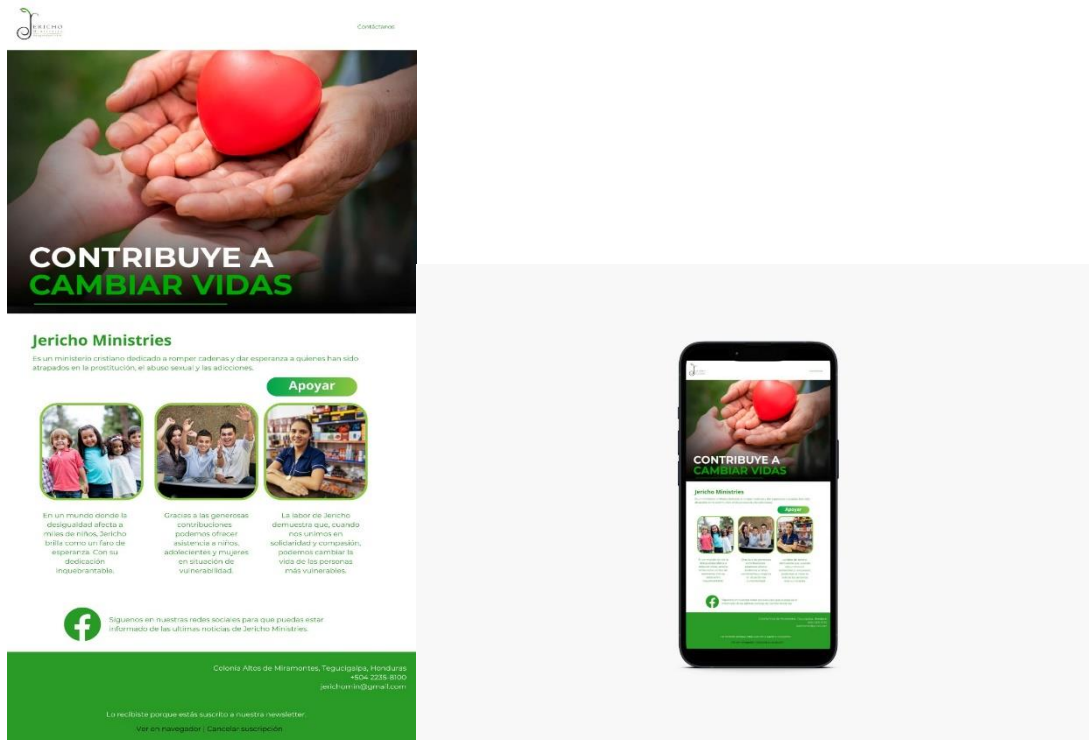 JERICHO
MINISTRIES
Contáctanos
CONTRIBUYE A
CAMBIAR VIDAS
Jericho Ministries
Es un ministerio cristiano dedicado a romper cadenas y dar esperanza a quienes han sido
atrapados en la prostitución, el abuso sexual y las adicciones.
Apoyar
En un mundo donde la
desigualdad afecta a
miles de niños, Jericho
brilla como un faro de
esperanza. Con su
dedicación
inquebrantable.
Gracias a las generosas
contribuciones
podemos ofrecer
asistencia a niños,
adolecientes y mujeres
en situación de
vulnerabilidad.
La labor de Jericho
demuestra que, cuando
nos unimos en
solidaridad y compasión,
podemos cambiar la
vida de las personas
más vulnerables.
Síguenos en nuestras redes sociales para que puedas estar
informado de las ultimas noticias de Jericho Ministries.
Colonia Altos de Miramontes, Tegucigalpa, Honduras
+504 2235-8100
jerichomin@gmail.com
Lo recibiste porque estás suscrito a nuestra newsletter.
Ver en navegador | Cancelar suscripción
CONTRIBUYE A
CAMBIAR VIDAS
Jericho Ministries
Apoyar